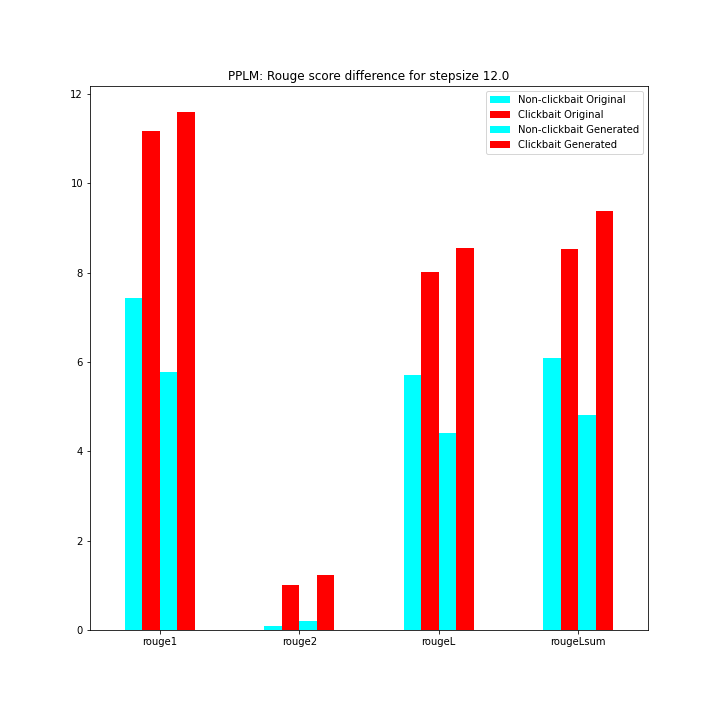 PPLM: Rouge score difference for stepsize 12.0
12
10
8
6
4
2
0
Non-clickbait Original
Clickbait Original
Non-clickbait Generated
Clickbait Generated
rouge1 rouge2 rougeL rougeLsum